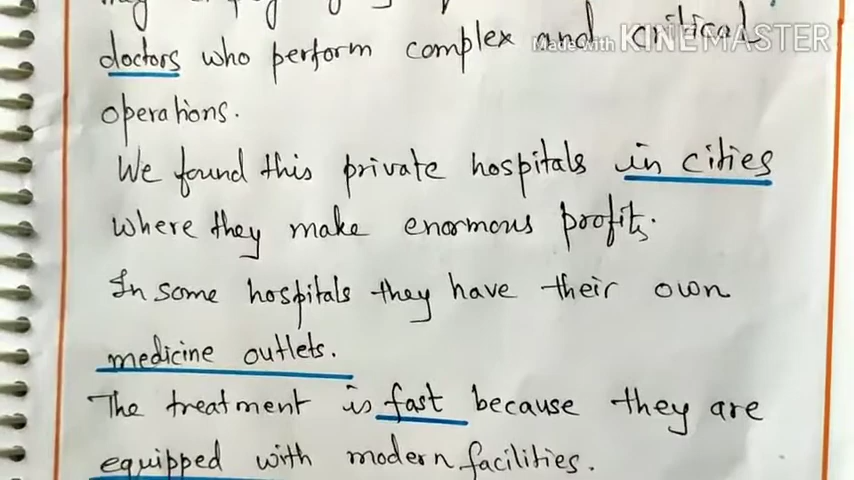 doctors who perform complex and critical
Made with KINEMASTER
operations.
We found this private hospitals in cities
where they make enormous profits.
In some hospitals they have their own
medicine outlets.
The treatment is fast because they are
equipped with modern facilities.